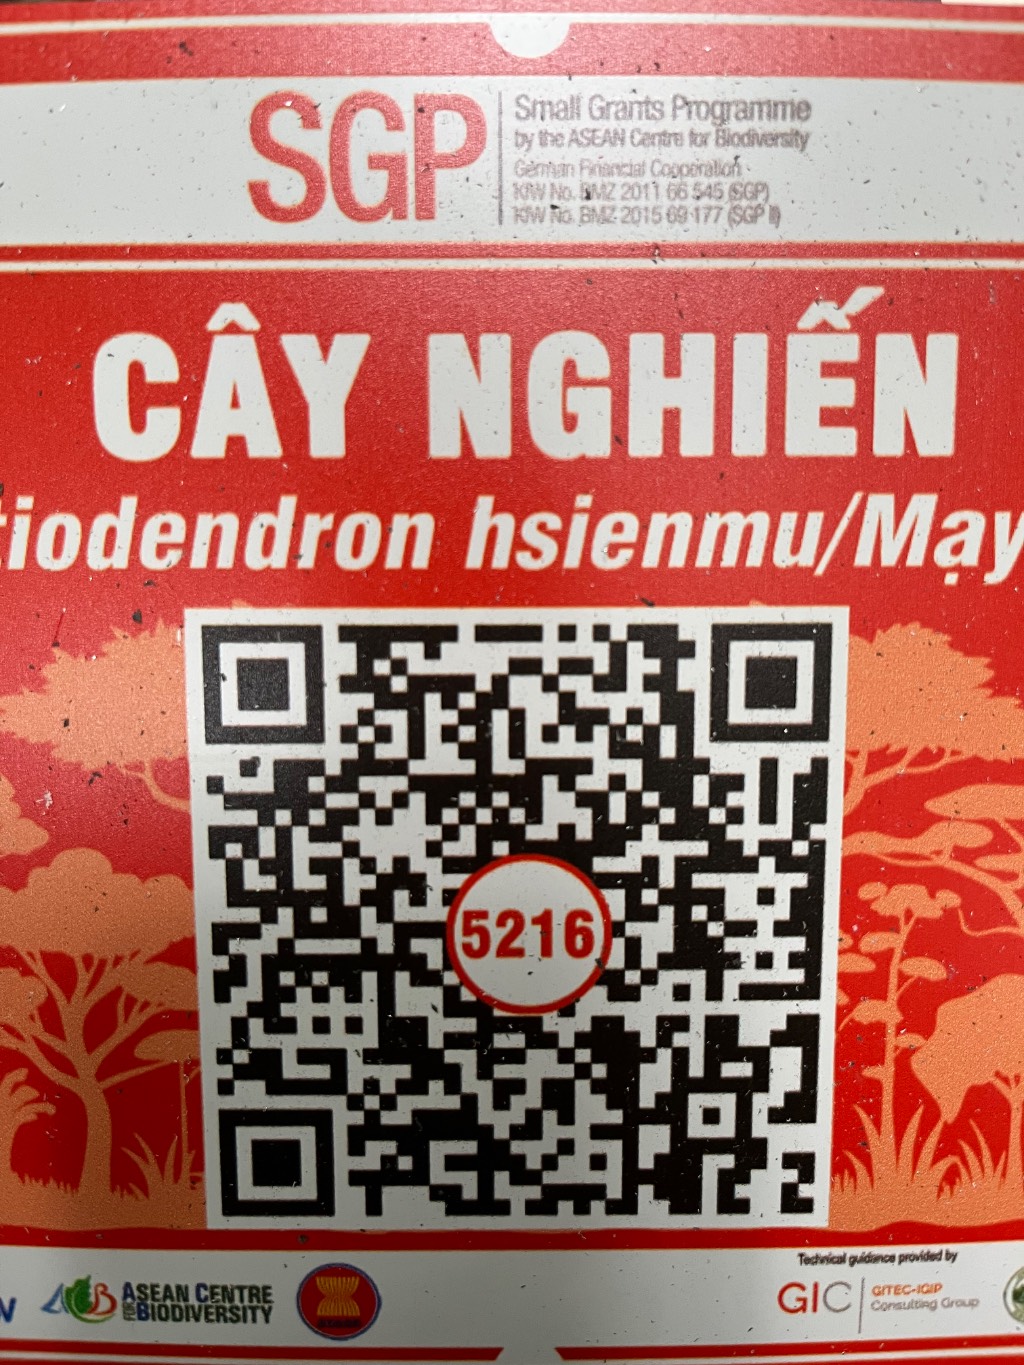 SGP
Small Grants Programme
by the ASEAN Centre for Biodiversity
German Financial Cooperation
KfW No. BMZ 2011 66 545 (SGP)
KfW No. BMZ 2015 69 177 (SGP II)
CÂY NGHIẾN
tiodendron hsienmu/Mạy
5216
ACB
ASEAN CENTRE
FOR BIODIVERSITY
Technical guidance provided by
GIC
GITEC-IGIP
Consulting Group